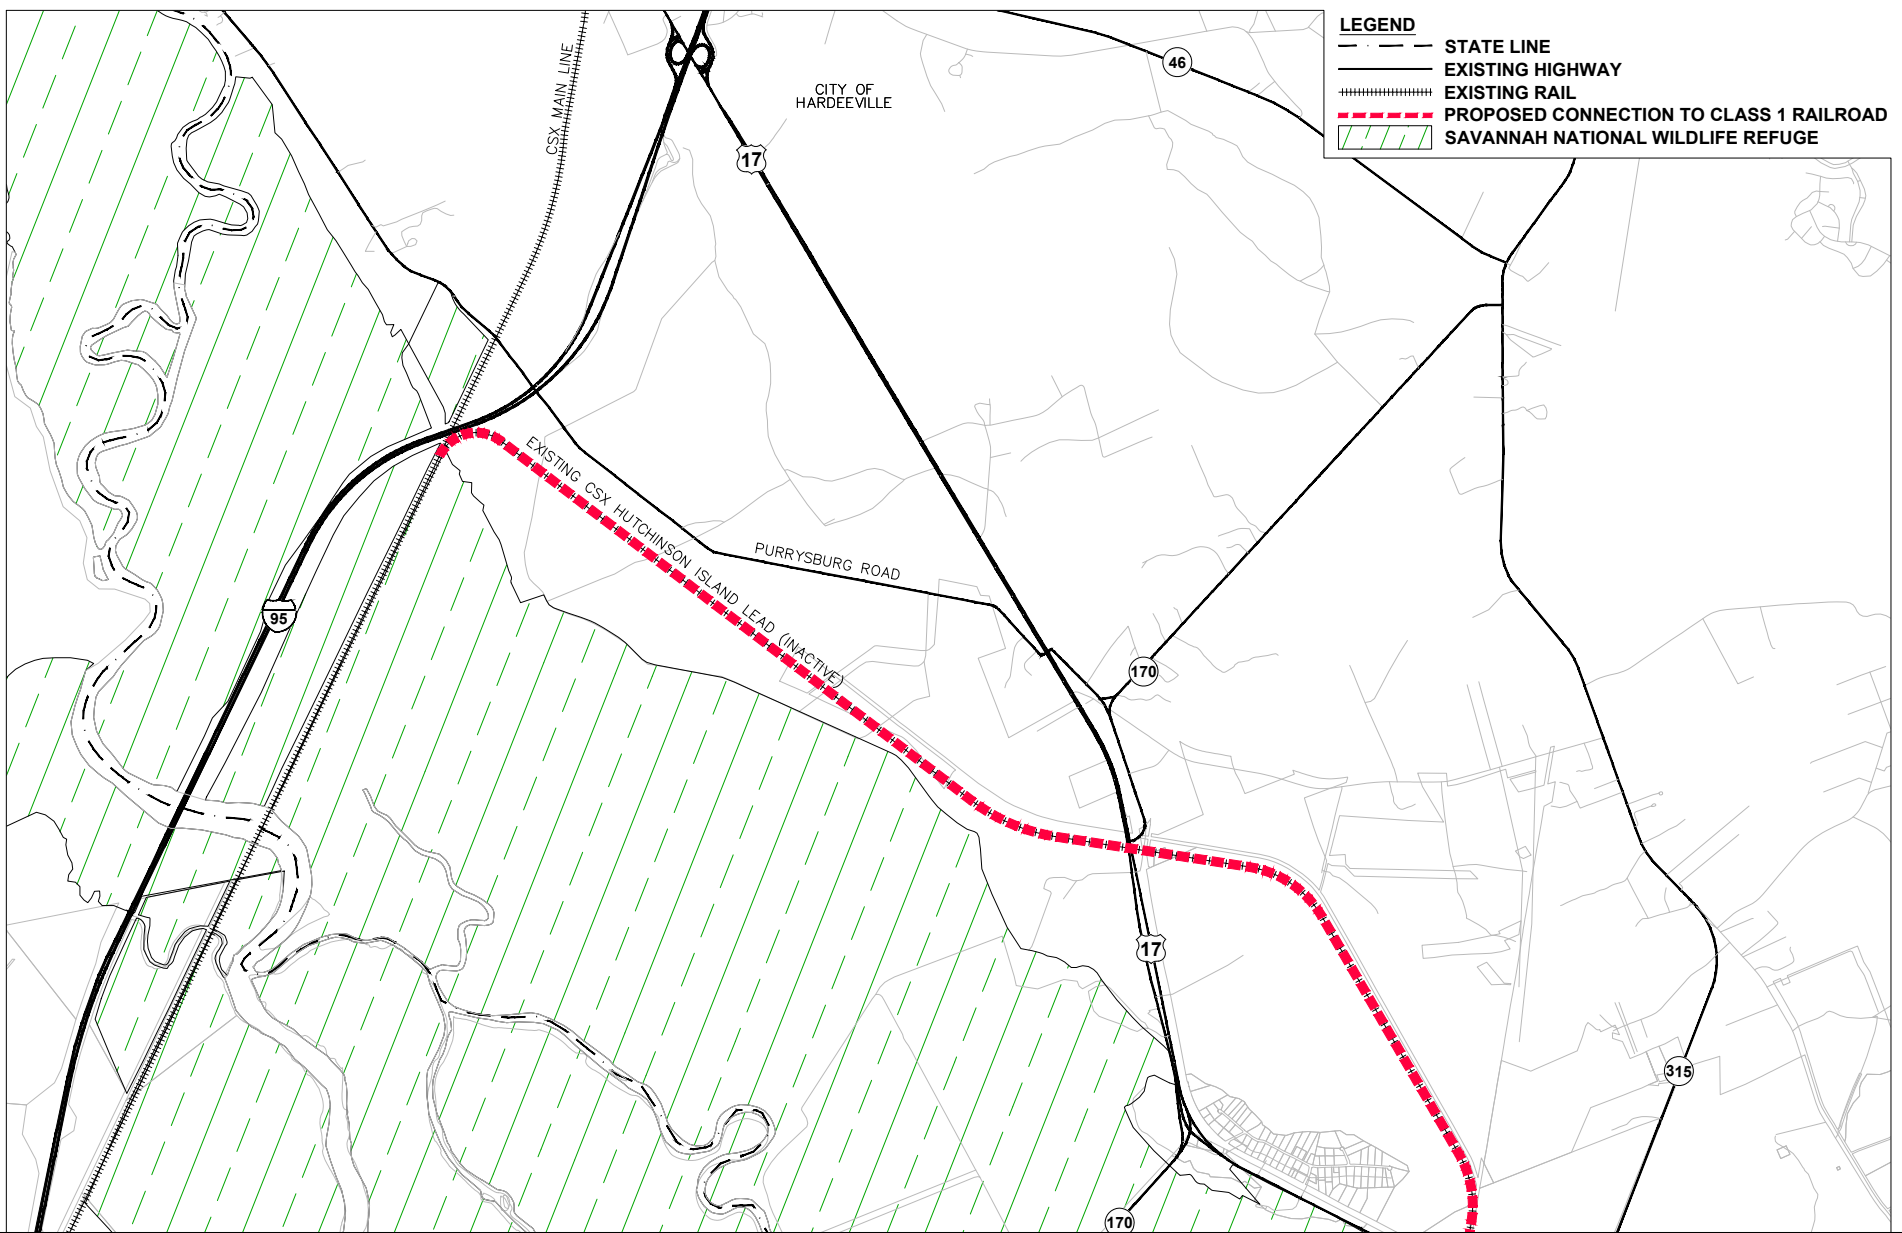 LEGEND
STATE LINE
EXISTING HIGHWAY
EXISTING RAIL
PROPOSED CONNECTION TO CLASS 1 RAILROAD
SAVANNAH NATIONAL WILDLIFE REFUGE
CSX MAIN LINE
CITY OF
HARDEEVILLE
46
17
EXISTING CSX HUTCHINSON ISLAND LEAD (INACTIVE)
PURRYSBURG ROAD
95
170
17
315
170